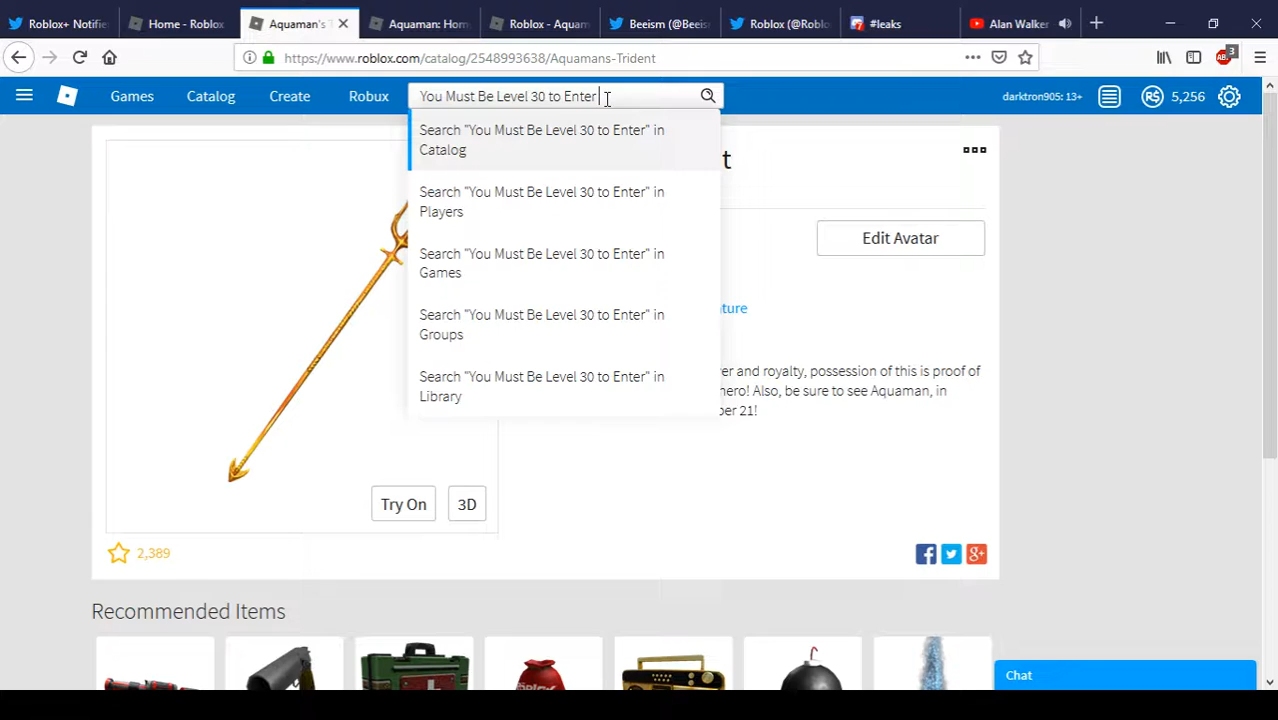 Roblox+ Notifie
Home - Roblox
Aquaman's T
Aquaman: Hom
Roblox - Aquam
Beeism (@Beeis
Roblox (@Roblo
#leaks
Alan Walker
https://www.roblox.com/catalog/2548993638/Aquamans-Trident
3
Games
Catalog
Create
Robux
You Must Be Level 30 to Enter
darktron905: 13+
R$
5,256
Search "You Must Be Level 30 to Enter" in
Catalog
Search "You Must Be Level 30 to Enter" in
Players
Search "You Must Be Level 30 to Enter" in
Games
Search "You Must Be Level 30 to Enter" in
Groups
Search "You Must Be Level 30 to Enter" in
Library
t
Edit Avatar
ture
er and royalty, possession of this is proof of
hero! Also, be sure to see Aquaman, in
ber 21!
Try On
3D
2,389
Recommended Items
Chat